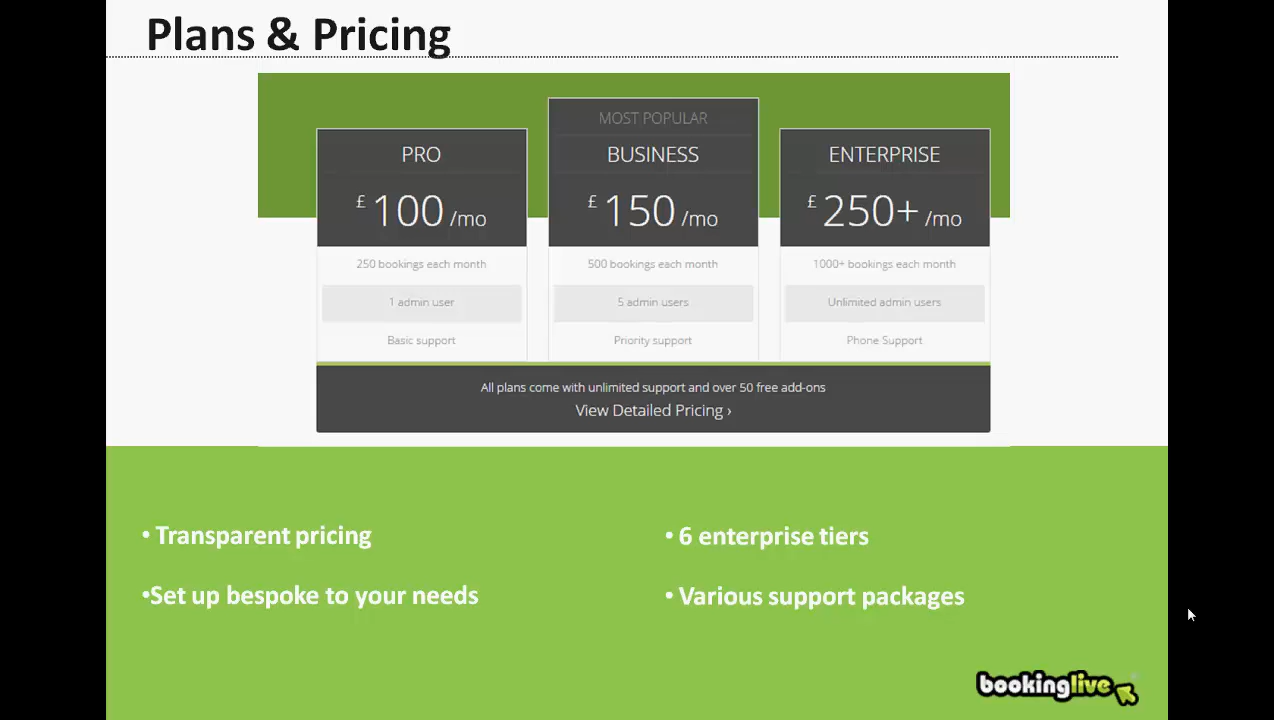 Plans & Pricing
MOST POPULAR
PRO
BUSINESS
ENTERPRISE
£ 100 /mo
£ 150 /mo
£ 250+ /mo
250 bookings each month
500 bookings each month
1000+ bookings each month
1 admin user
5 admin users
Unlimited admin users
Basic support
Priority support
Phone Support
All plans come with unlimited support and over 50 free add-ons
View Detailed Pricing ›
• Transparent pricing
•Set up bespoke to your needs
• 6 enterprise tiers
• Various support packages
bookinglive